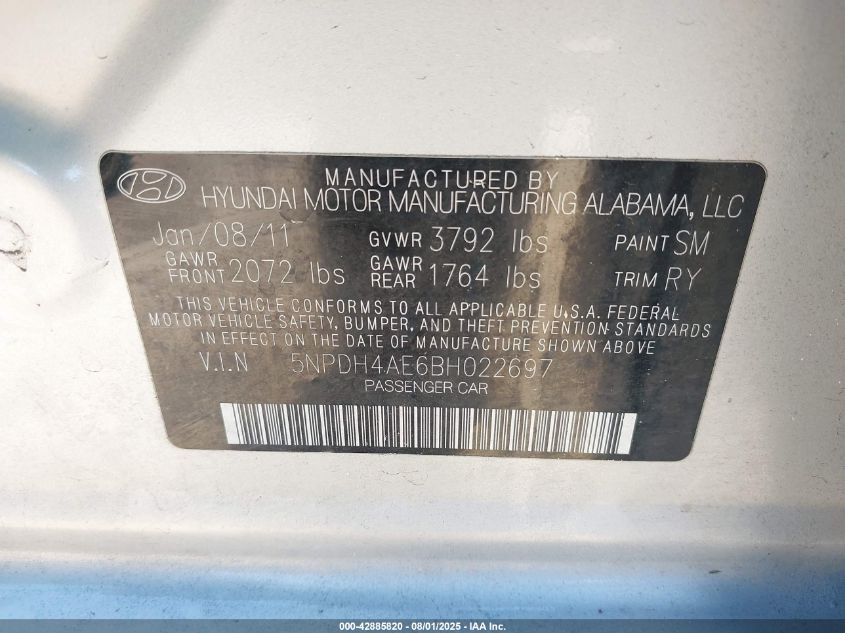 MANUFACTURED BY
HYUNDAI MOTOR MANUFACTURING ALABAMA, LLC
Jan/08/11 GVWR 3792 lbs PAINT SM
GAWR FRONT 2072 lbs GAWR REAR 1764 lbs TRIM RY
THIS VEHICLE CONFORMS TO ALL APPLICABLE U.S.A. FEDERAL
MOTOR VEHICLE SAFETY, BUMPER, AND THEFT PREVENTION STANDARDS
IN EFFECT ON THE DATE OF MANUFACTURE SHOWN ABOVE.
V.I.N 5NPDH4AE6BH022697
PASSENGER CAR
000-42885820 - 08/01/2025 - IAA Inc.